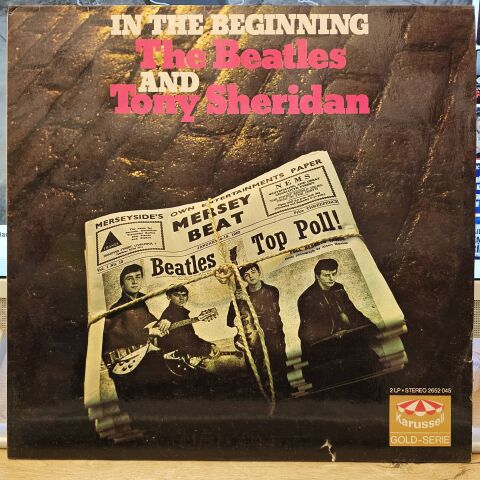 IN THE BEGINNING
The Beatles
AND
Tony Sheridan
MERSEYSIDE'S OWN ENTERTAINMENTS PAPER
MERSEY
BEAT
NEMS
Beatles Top Poll!
2 LP • STEREO 2652 045
Karussell
GOLD-SERIE